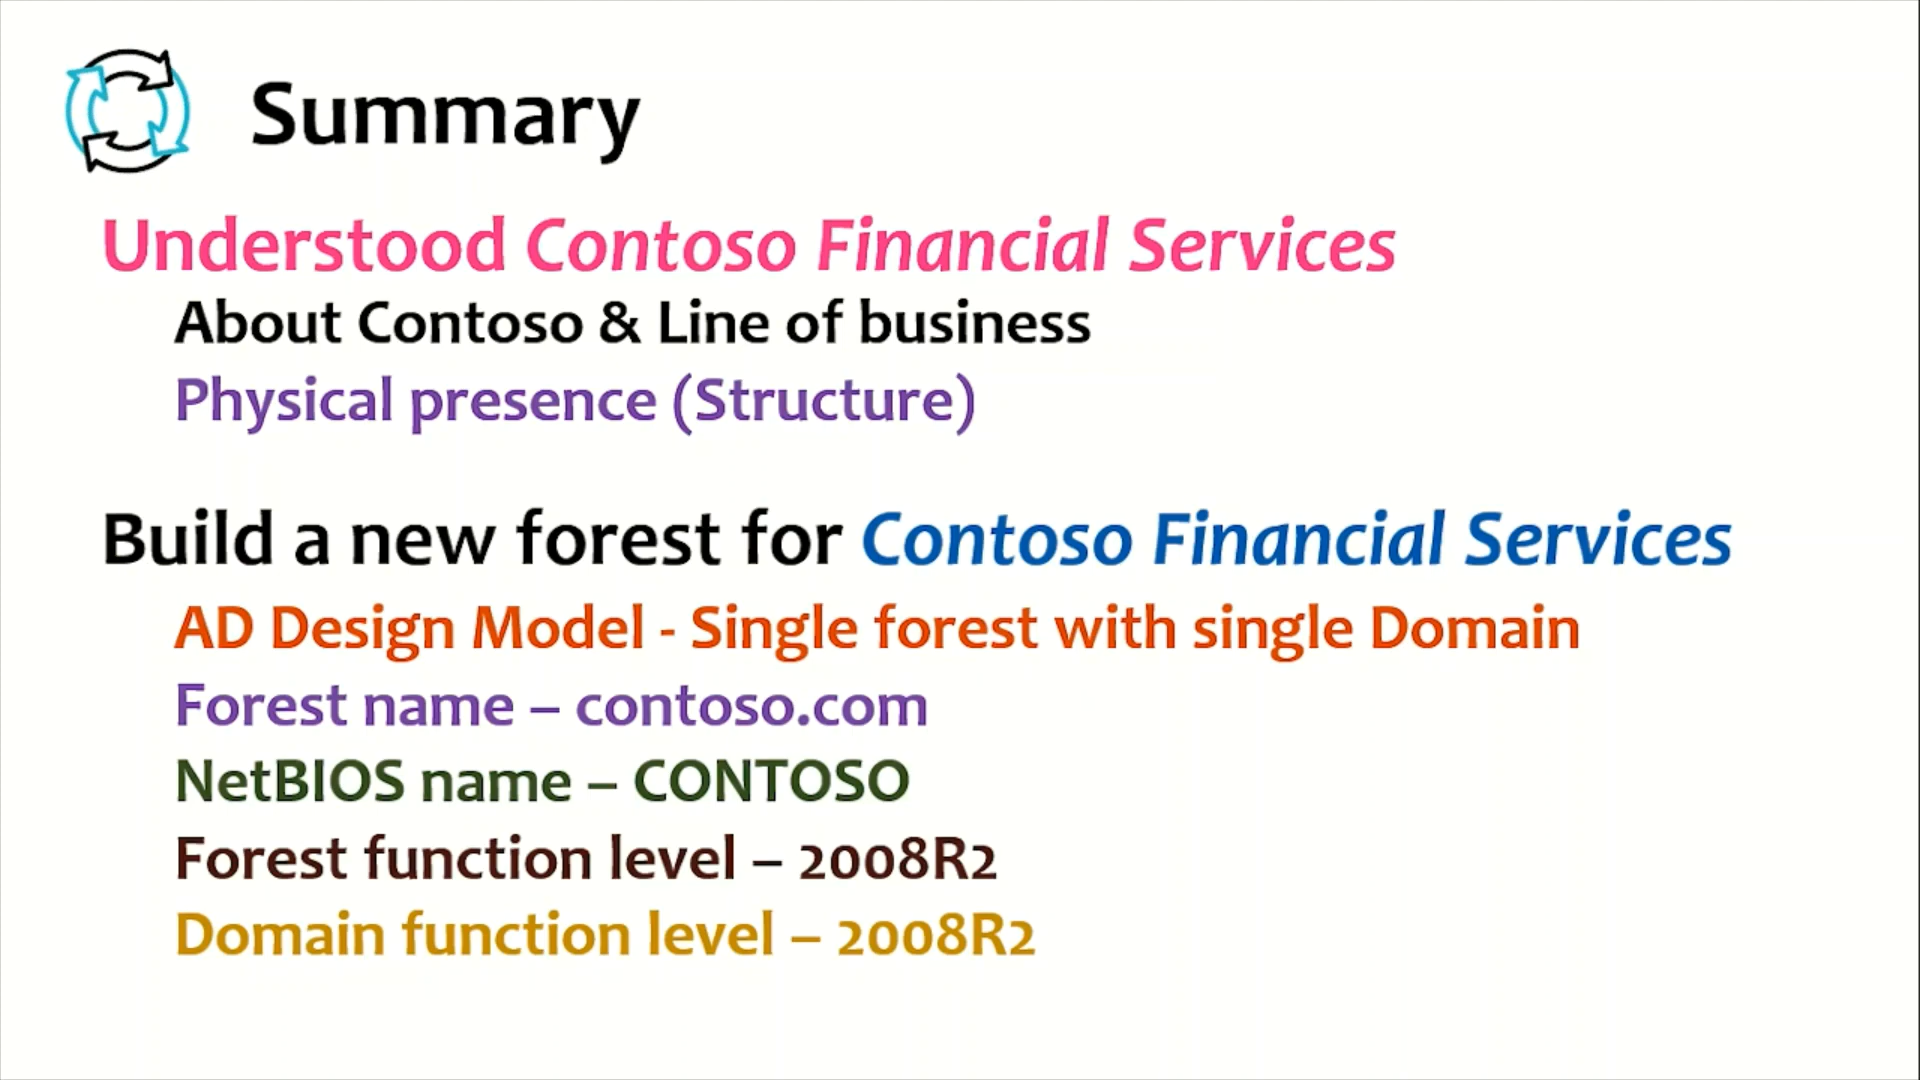 Summary
Understood Contoso Financial Services
About Contoso & Line of business
Physical presence (Structure)
Build a new forest for Contoso Financial Services
AD Design Model - Single forest with single Domain
Forest name – contoso.com
NetBIOS name – CONTOSO
Forest function level – 2008R2
Domain function level – 2008R2